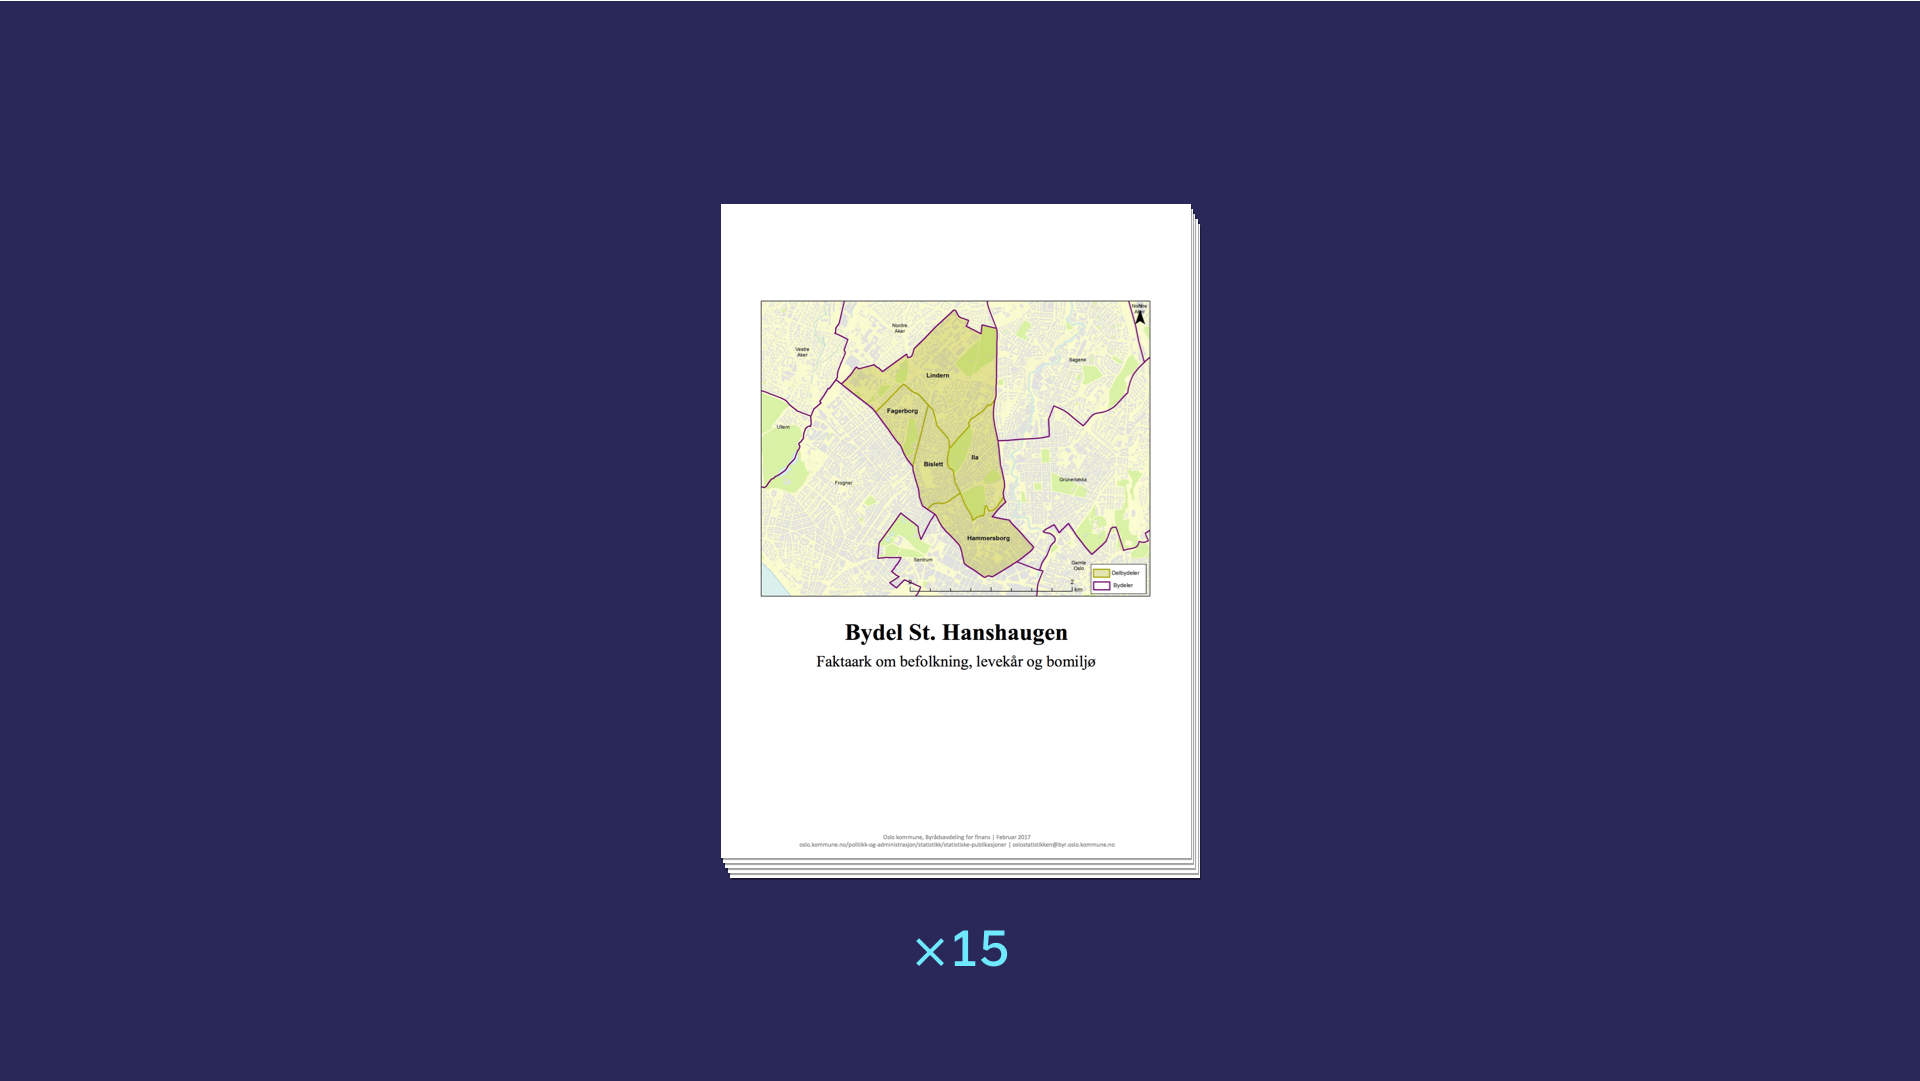 Nordre
Aker
N
Nordre
Aker
Vestre
Aker
Sagene
Lindern
Fagerborg
Ullern
Bislett
Ila
Frogner
Grünerløkka
Hammersborg
Sentrum
Gamle
Oslo
Delbydeler
Bydeler
0
2
km
Bydel St. Hanshaugen
Faktaark om befolkning, levekår og bomiljø
Oslo kommune, Byrådsavdeling for finans | Februar 2017
oslo.kommune.no/politikk-og-administrasjon/statistikk/statistiske-publikasjoner | oslostatistikken@byr.oslo.kommune.no
×15